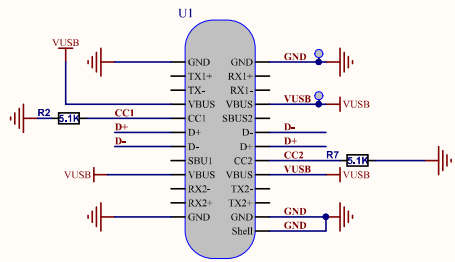 U1
VUSB
GND GND GND
TX1+ RX1+
TX- RX1-
VBUS VBUS VUSB VUSB
R2 5.1K CC1 CC1 SBUS2
D+ D+ D- D-
D- D- D+ D+
SBU1 CC2 CC2 R7 5.1K
VUSB VBUS VBUS VUSB VUSB
RX2- TX2-
RX2+ TX2+
GND GND GND
Shell GND